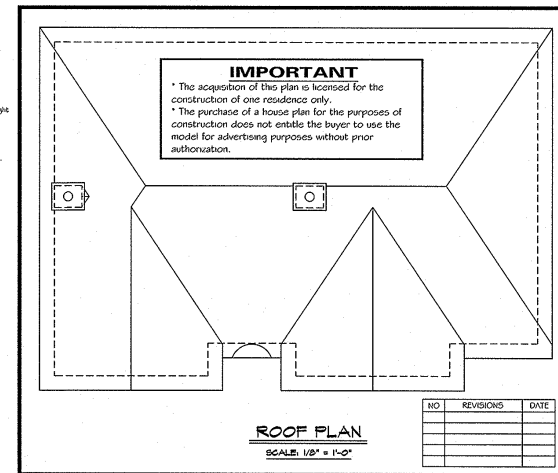 ght
IMPORTANT
* The acquisition of this plan is licensed for the
construction of one residence only.
* The purchase of a house plan for the purposes of
construction does not entitle the buyer to use the
model for advertising purposes without prior
authorization.
NO REVISIONS DATE
ROOF PLAN
SCALE: 1/8" = 1'-0"